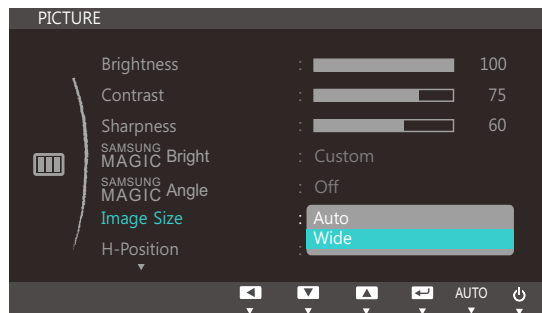 PICTURE
Brightness : 100
Contrast : 75
Sharpness : 60
SAMSUNG MAGIC Bright : Custom
SAMSUNG MAGIC Angle : Off
Image Size : Auto
Wide
H-Position :
AUTO